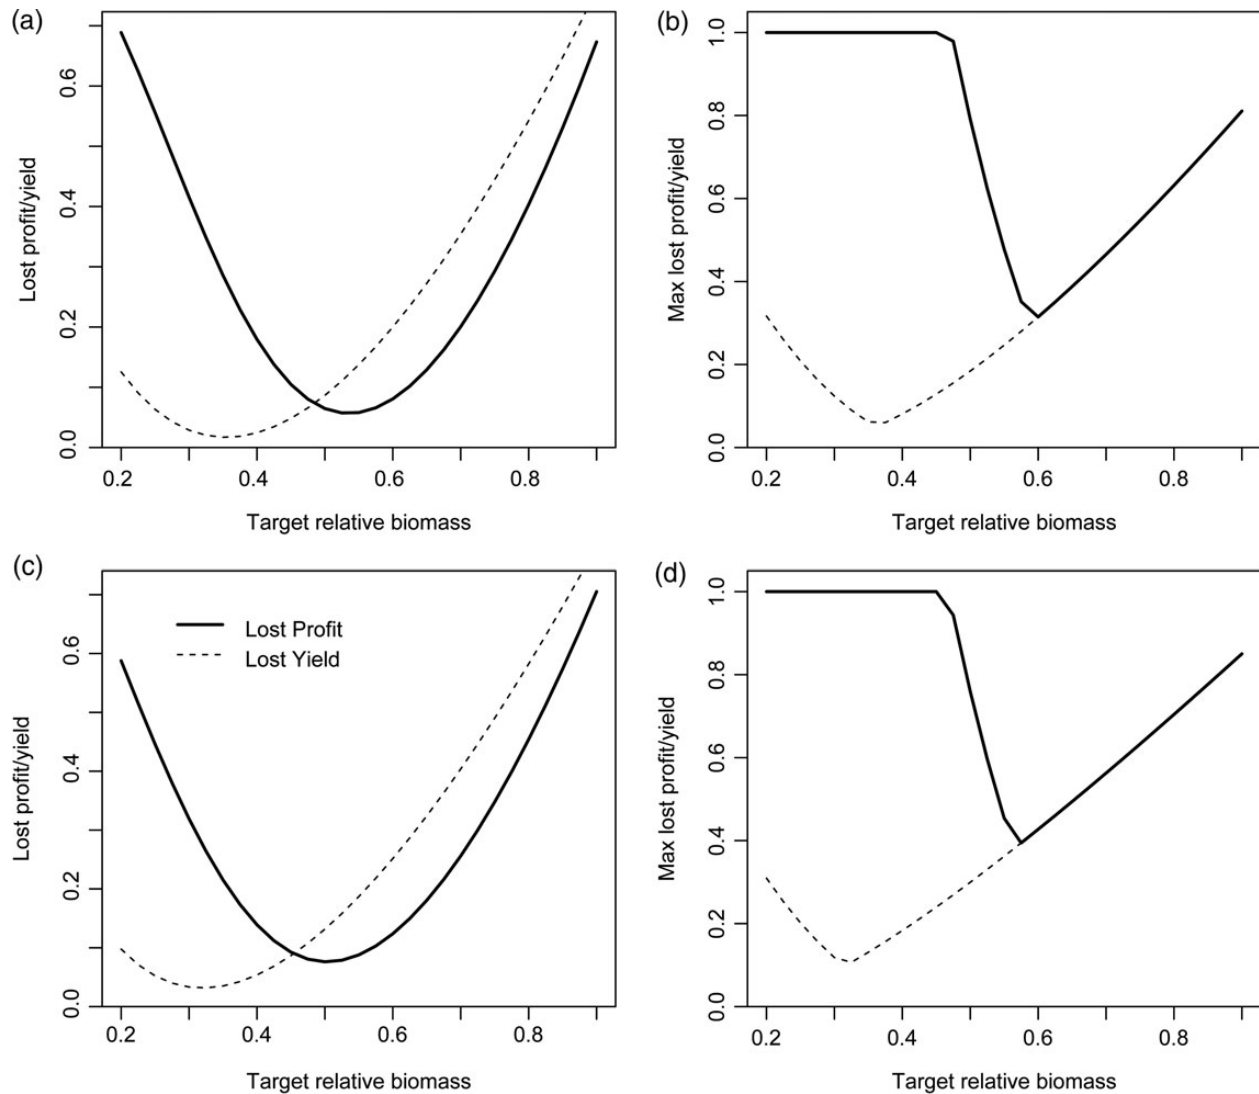 (a)
Lost profit/yield
0.0 0.2 0.4 0.6
0.2 0.4 0.6 0.8
Target relative biomass
(b)
Max lost profit/yield
0.0 0.2 0.4 0.6 0.8 1.0
0.2 0.4 0.6 0.8
Target relative biomass
(c)
Lost profit/yield
0.0 0.2 0.4 0.6
Lost Profit
Lost Yield
0.2 0.4 0.6 0.8
Target relative biomass
(d)
Max lost profit/yield
0.0 0.2 0.4 0.6 0.8 1.0
0.2 0.4 0.6 0.8
Target relative biomass